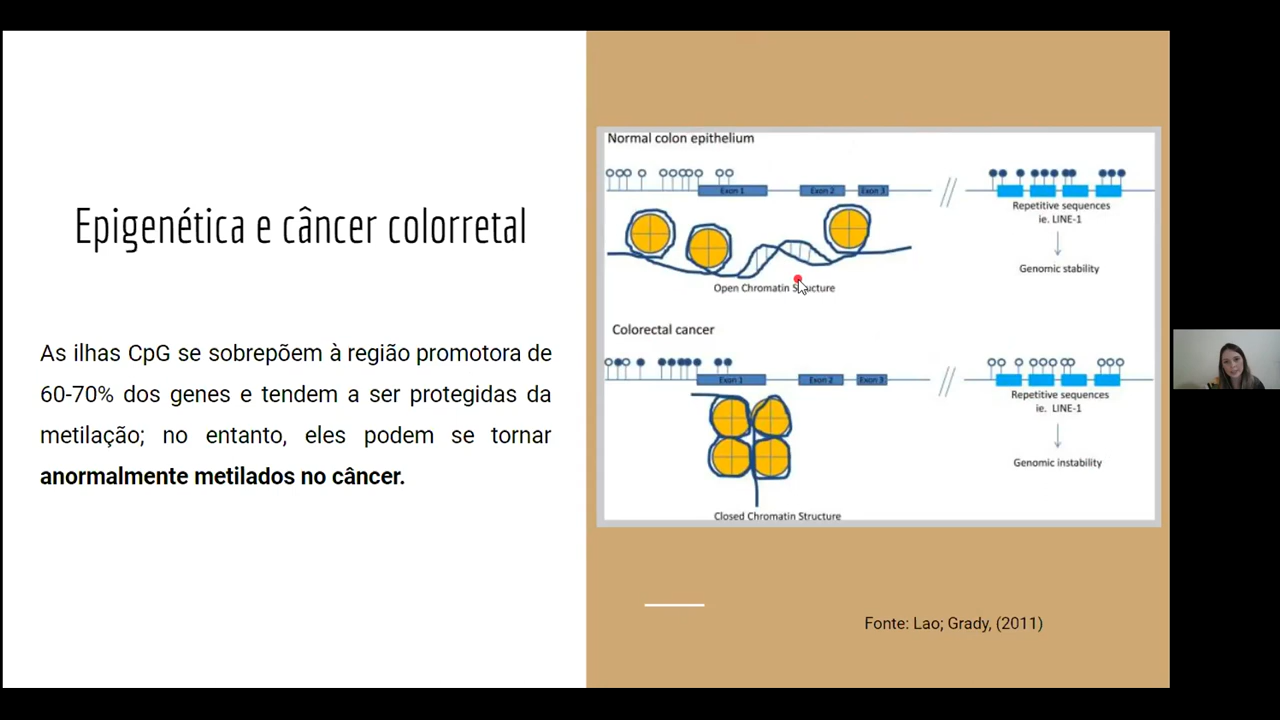 Epigenética e câncer colorretal
As ilhas CpG se sobrepõem à região promotora de
60-70% dos genes e tendem a ser protegidas da
metilação; no entanto, eles podem se tornar
anormalmente metilados no câncer.
Normal colon epithelium
Exon 1 Exon 2 Exon 3
Repetitive sequences
ie. LINE-1
Genomic stability
Open Chromatin Structure
Colorectal cancer
Exon 1 Exon 2 Exon 3
Repetitive sequences
ie. LINE-1
Genomic instability
Closed Chromatin Structure
Fonte: Lao; Grady, (2011)